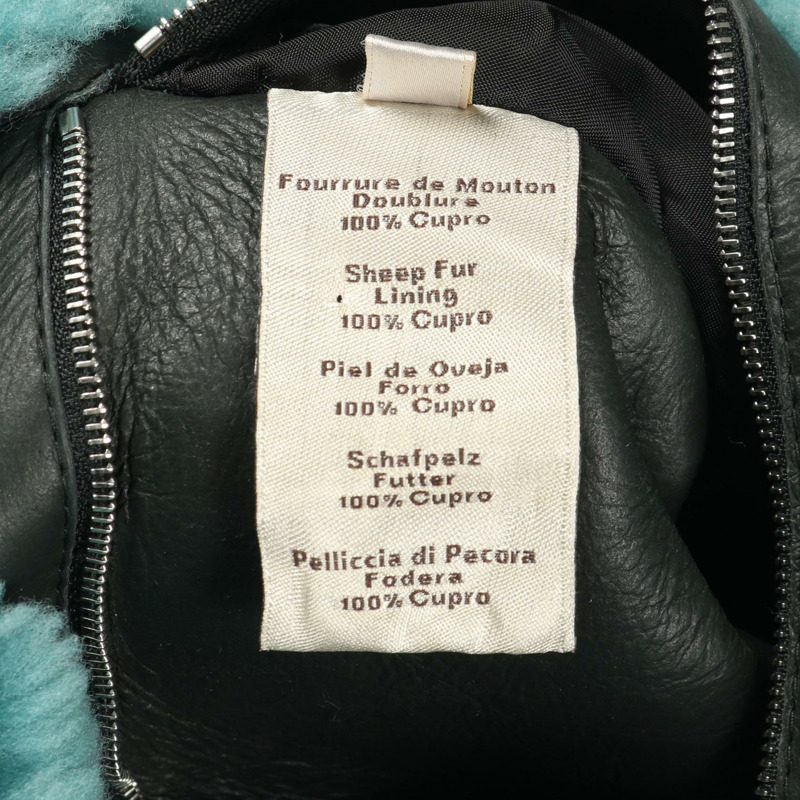 Fourrure de Mouton
Doublure
100% Cupro
Sheep Fur
Lining
100% Cupro
Piel de Oveja
Forro
100% Cupro
Schafpelz
Futter
100% Cupro
Pelliccia di Pecora
Fodera
100% Cupro